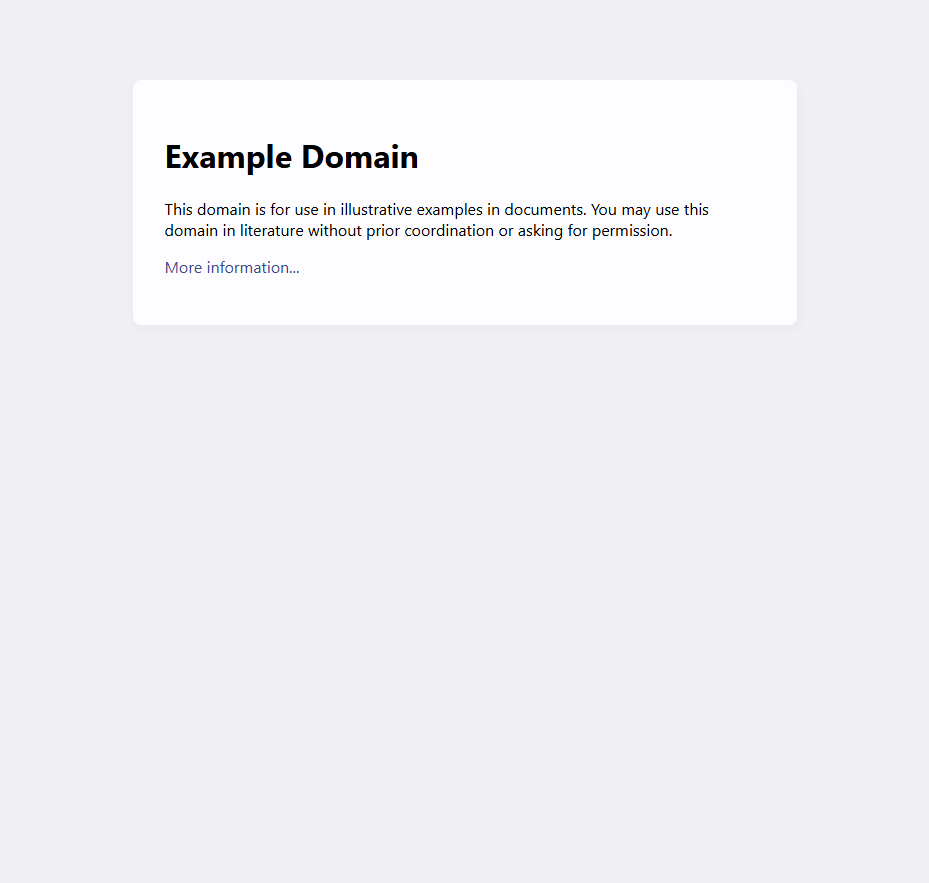 Example Domain
This domain is for use in illustrative examples in documents. You may use this
domain in literature without prior coordination or asking for permission.
More information...